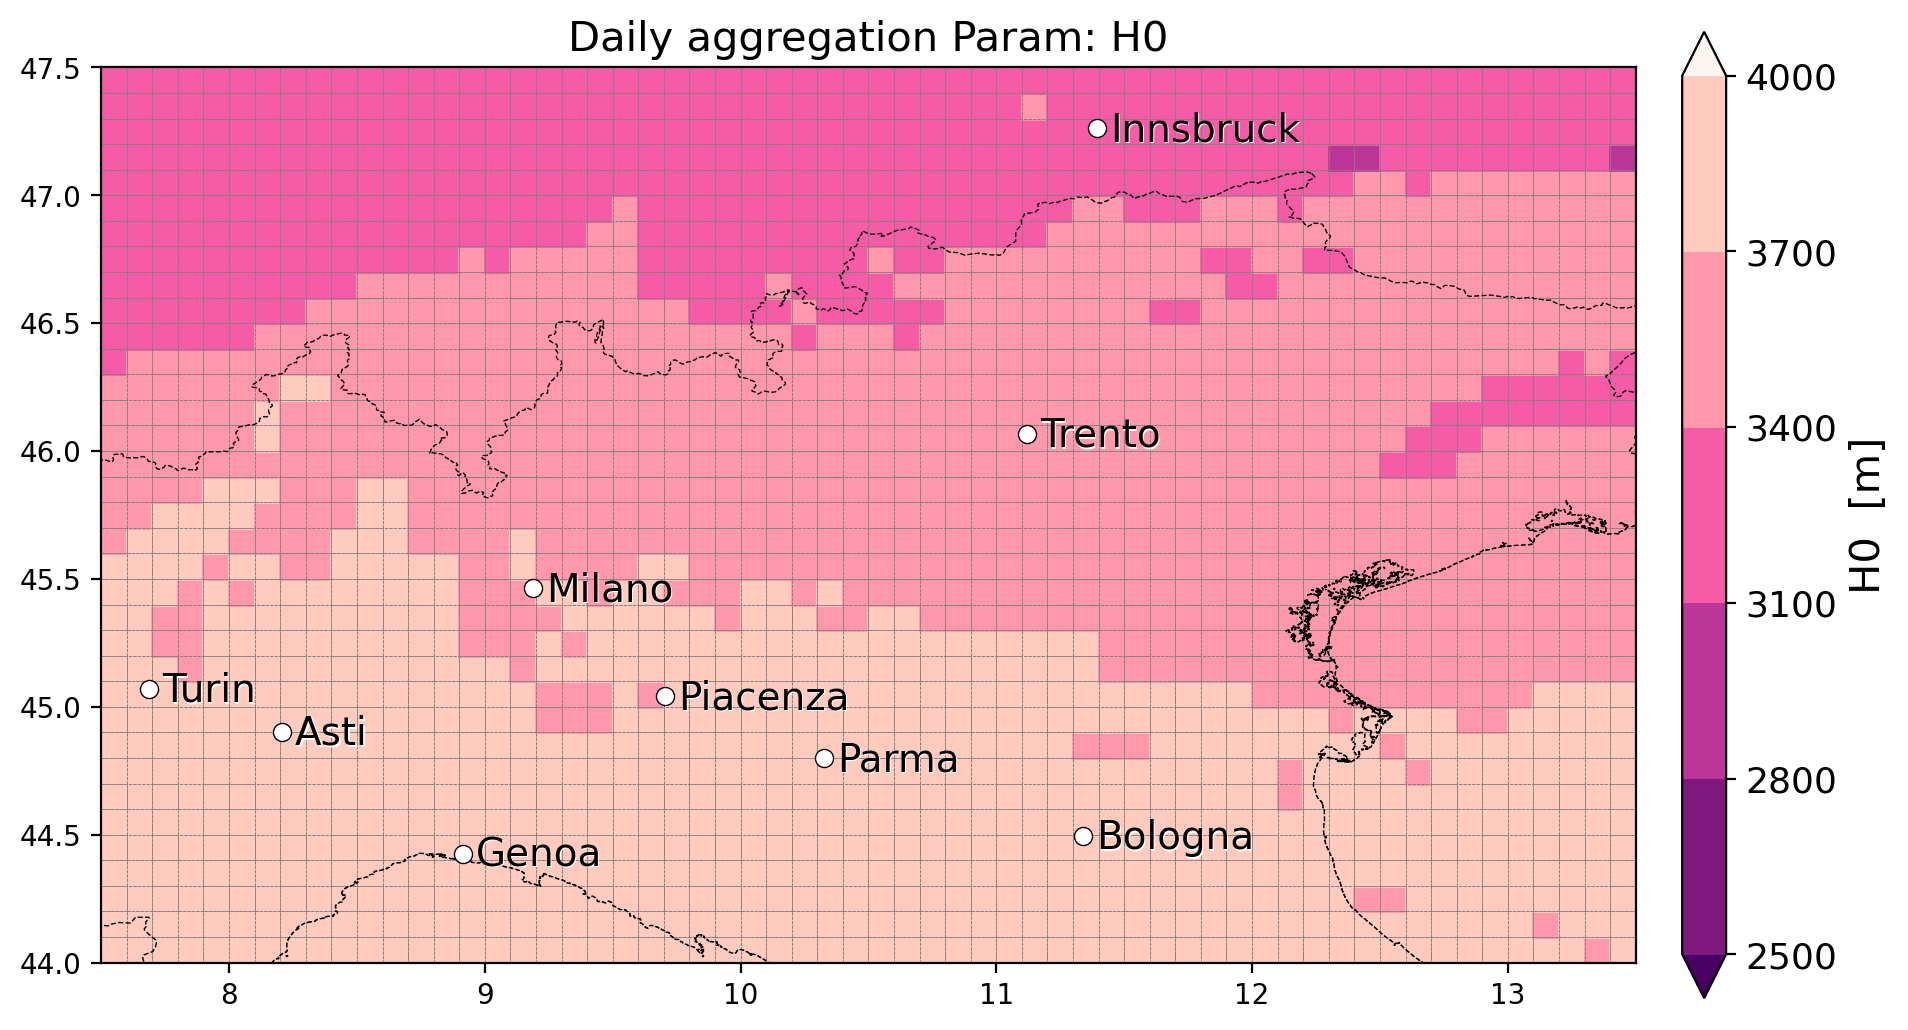 Daily aggregation Param: H0
47.5
47.0
46.5
46.0
45.5
45.0
44.5
44.0
Innsbruck
Trento
Milano
Turin
Piacenza
Asti
Parma
Bologna
Genoa
8
9
10
11
12
13
4000
3700
3400
3100
2800
2500
H0 [m]